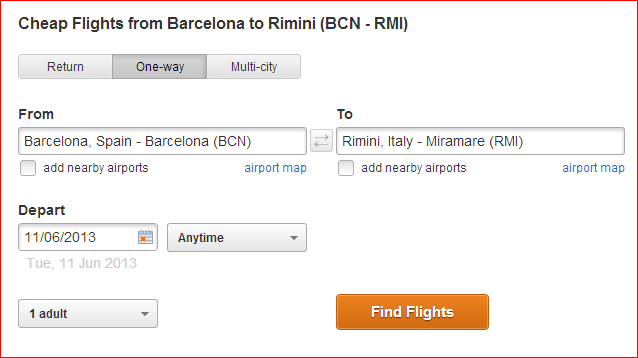 Cheap Flights from Barcelona to Rimini (BCN - RMI)
Return One-way Multi-city
From To
Barcelona, Spain - Barcelona (BCN) Rimini, Italy - Miramare (RMI)
add nearby airports airport map add nearby airports airport map
Depart
11/06/2013 Anytime
Tue, 11 Jun 2013
1 adult Find Flights